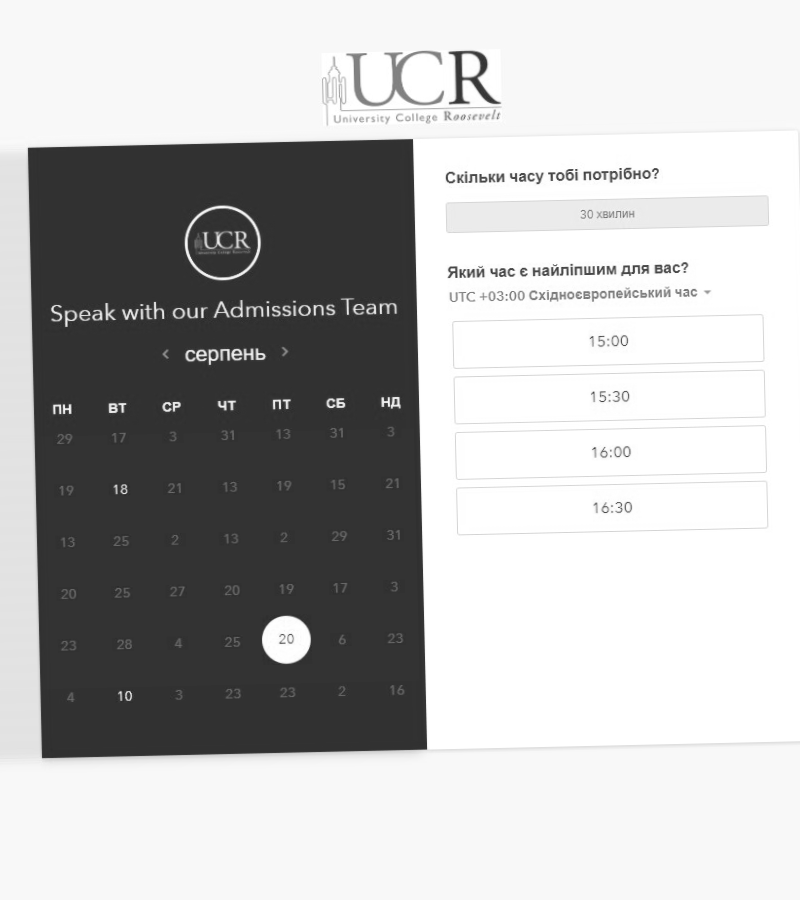 UCR
University College Roosevelt
UCR
Speak with our Admissions Team
серпень
ПН ВТ СР ЧТ ПТ СБ НД
29 17 3 31 13 31 3
19 18 21 13 19 15 21
13 25 2 13 2 29 31
20 25 27 20 19 17 3
23 28 4 25 20 6 23
4 10 3 23 23 2 16
Скільки часу тобі потрібно?
30 хвилин
Який час є найліпшим для вас?
UTC +03:00 Східноєвропейський час
15:00
15:30
16:00
16:30